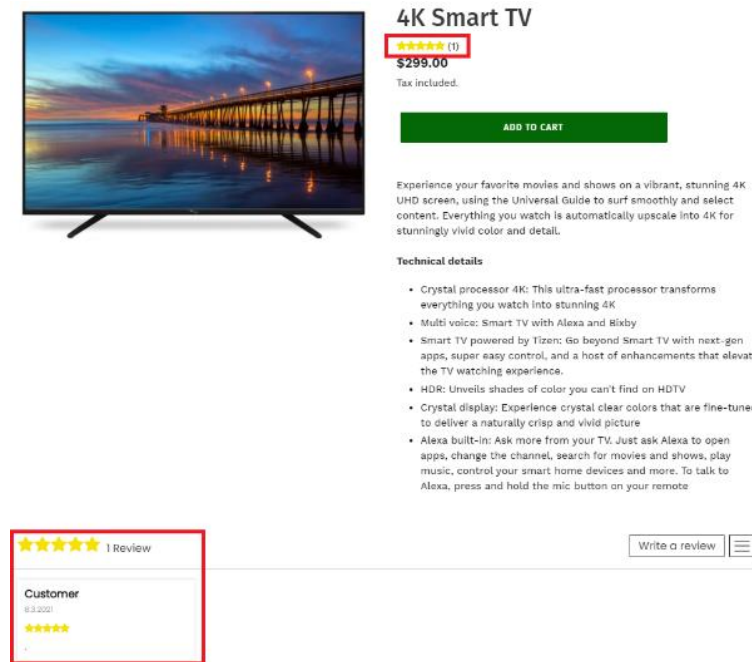 4K Smart TV
(1)
$299.00
Tax included.
ADD TO CART
Experience your favorite movies and shows on a vibrant, stunning 4K
UHD screen, using the Universal Guide to surf smoothly and select
content. Everything you watch is automatically upscale into 4K for
stunningly vivid color and detail.
Technical details
• Crystal processor 4K: This ultra-fast processor transforms
everything you watch into stunning 4K
• Multi voice: Smart TV with Alexa and Bixby
• Smart TV powered by Tizen: Go beyond Smart TV with next-gen
apps, super easy control, and a host of enhancements that elevat
the TV watching experience.
• HDR: Unveils shades of color you can't find on HDTV
• Crystal display: Experience crystal clear colors that are fine-tune
to deliver a naturally crisp and vivid picture
• Alexa built-in: Ask more from your TV. Just ask Alexa to open
apps, change the channel, search for movies and shows, play
music, control your smart home devices and more. To talk to
Alexa, press and hold the mic button on your remote
1 Review
Write a review
Customer
8.3.2021
.